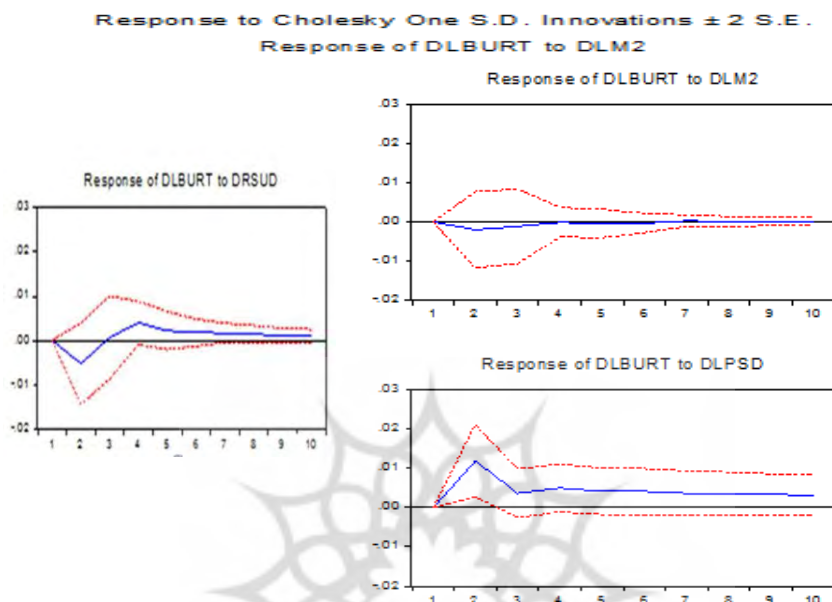 Response to Cholesky One S.D. Innovations ± 2 S.E.
Response of DLBURT to DLM2
Response of DLBURT to DLM2
.03
.02
.01
.00
-.01
-.02
1 2 3 4 5 6 7 8 9 10
Response of DLBURT to DRSUD
.03
.02
.01
.00
-.01
-.02
1 2 3 4 5 6 7 8 9 10
Response of DLBURT to DLPSD
.03
.02
.01
.00
-.01
-.02
1 2 3 4 5 6 7 8 9 10